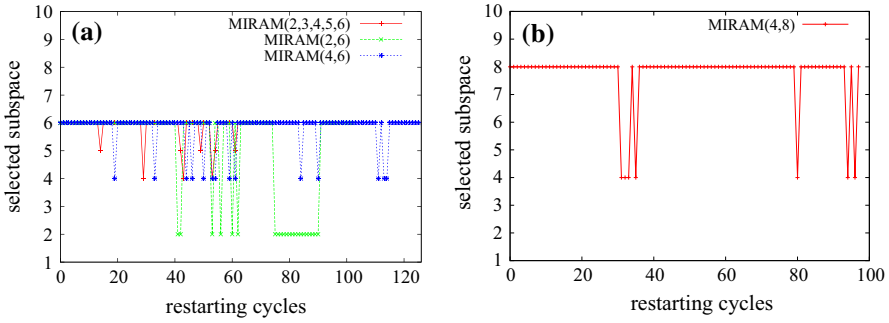 (a)
MIRAM(2,3,4,5,6)
MIRAM(2,6)
MIRAM(4,6)
10
9
8
7
6
5
4
3
2
1
selected subspace
0 20 40 60 80 100 120
restarting cycles
(b)
MIRAM(4,8)
10
9
8
7
6
5
4
3
2
1
selected subspace
0 20 40 60 80 100
restarting cycles